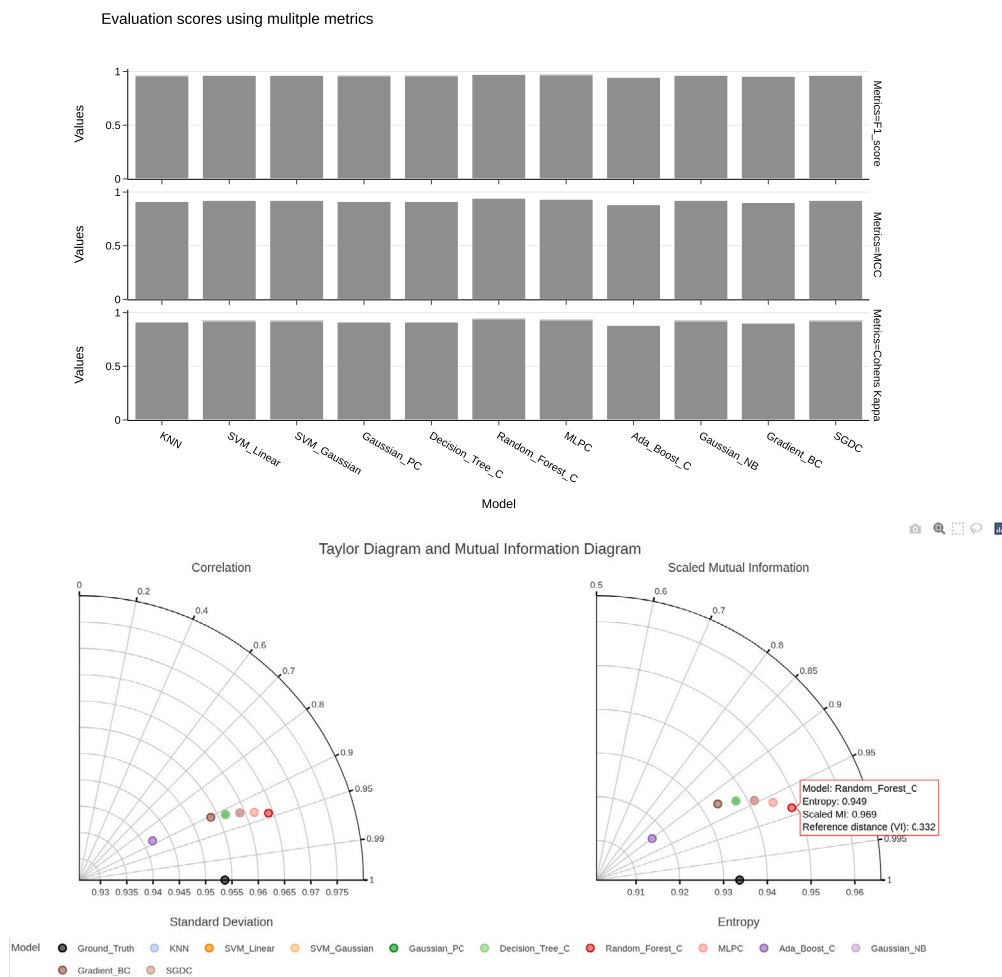 Evaluation scores using mulitple metrics
1
0.5
0
Values
Metrics=F1_score
1
0.5
0
Values
Metrics=MCC
1
0.5
0
Values
Metrics=Cohens Kappa
KNN SVM_Linear SVM_Gaussian Gaussian_PC Decision_Tree_C Random_Forest_C MLPC Ada_Boost_C Gaussian_NB Gradient_BC SGDC
Model
Taylor Diagram and Mutual Information Diagram
Correlation
0 0.2 0.4 0.6 0.7 0.8 0.9 0.95 0.99 1
0.93 0.935 0.94 0.945 0.95 0.955 0.96 0.965 0.97 0.975
Standard Deviation
Scaled Mutual Information
0.5 0.6 0.7 0.8 0.85 0.9 0.95 0.995 1
Model: Random_Forest_C
Entropy: 0.949
Scaled MI: 0.969
Reference distance (VI): 0.332
0.91 0.92 0.93 0.94 0.95 0.96
Entropy
Model Ground_Truth KNN SVM_Linear SVM_Gaussian Gaussian_PC Decision_Tree_C Random_Forest_C MLPC Ada_Boost_C Gaussian_NB
Gradient_BC SGDC